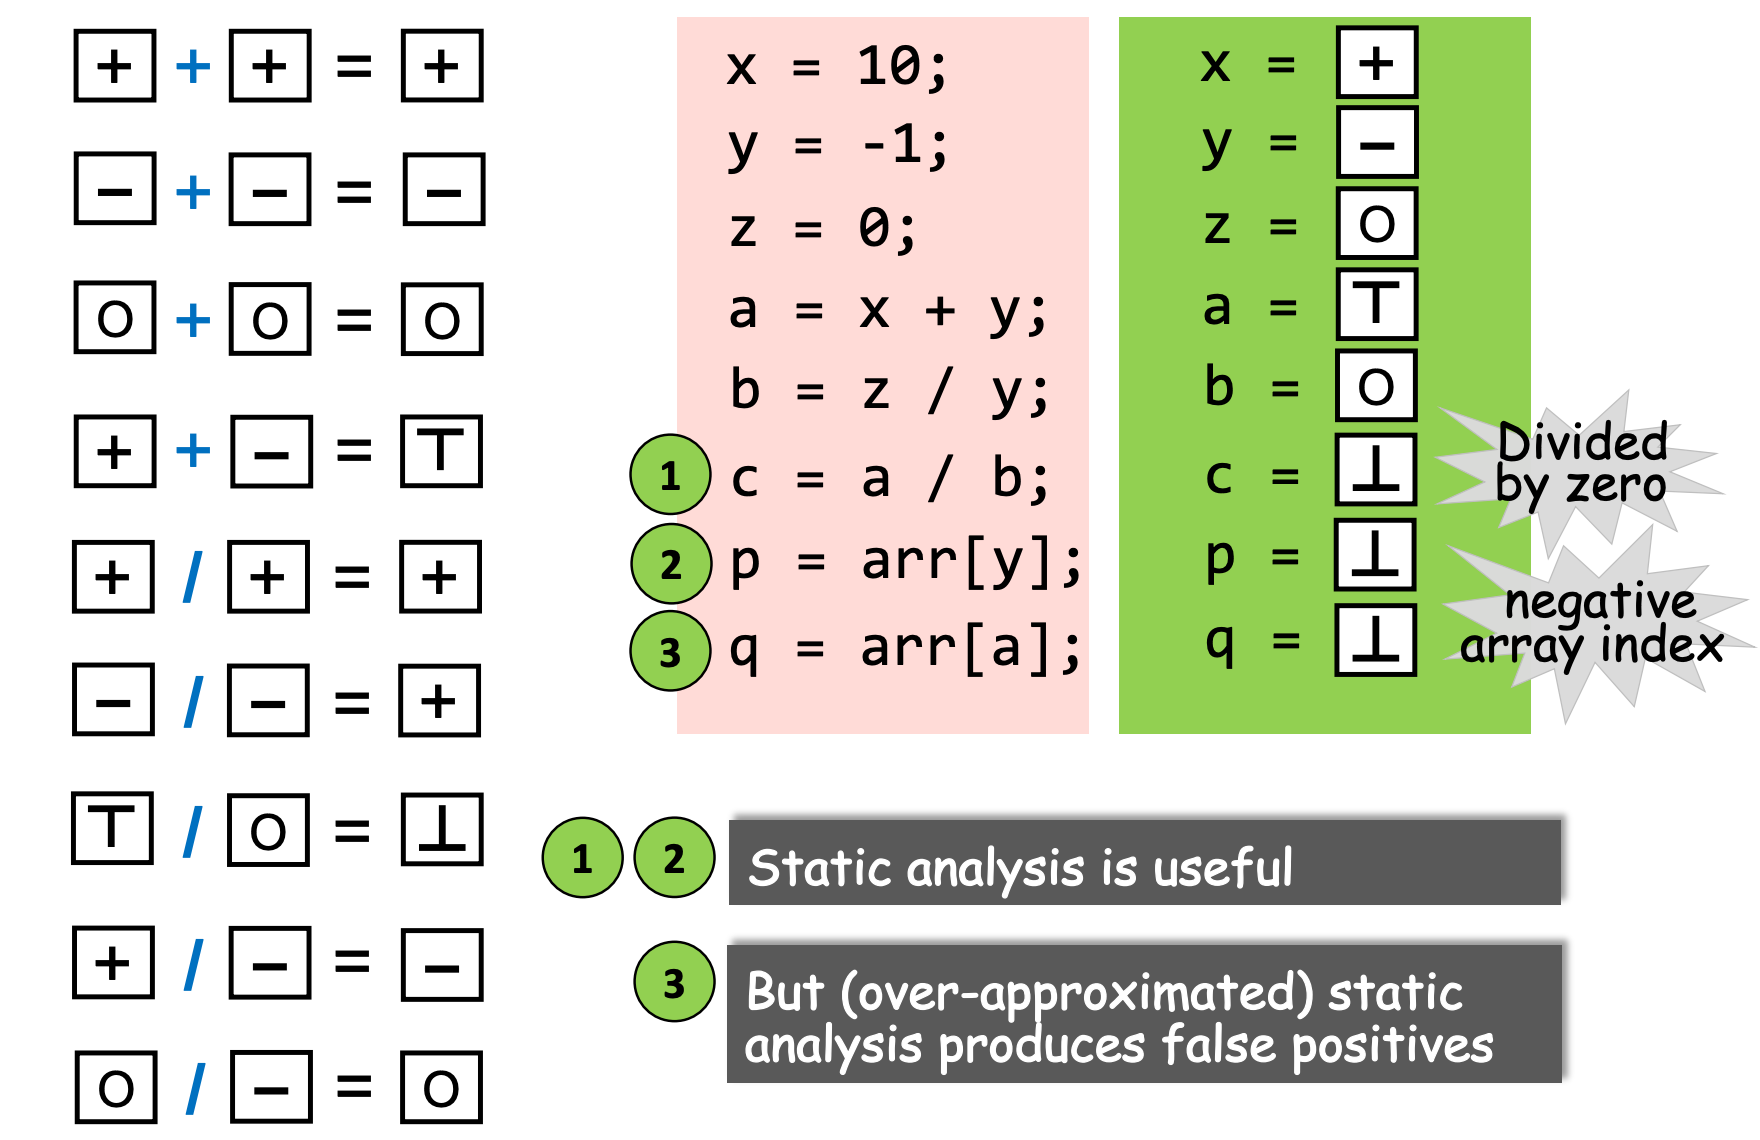 + + + = +
− + − = −
O + O = O
+ + − = ⊤
+ / + = +
− / − = +
⊤ / O = ⊥
+ / − = −
O / − = O
x = 10;
y = -1;
z = 0;
a = x + y;
b = z / y;
1 c = a / b;
2 p = arr[y];
3 q = arr[a];
x = +
y = −
z = O
a = ⊤
b = O
c = ⊥
p = ⊥
q = ⊥
Divided
by zero
negative
array index
1 2 Static analysis is useful
3 But (over-approximated) static
analysis produces false positives